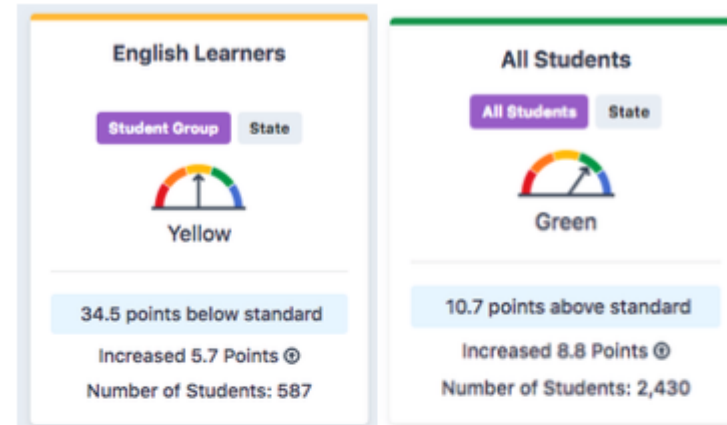 English Learners
Student Group State
Yellow
34.5 points below standard
Increased 5.7 Points
Number of Students: 587
All Students
All Students State
Green
10.7 points above standard
Increased 8.8 Points
Number of Students: 2,430